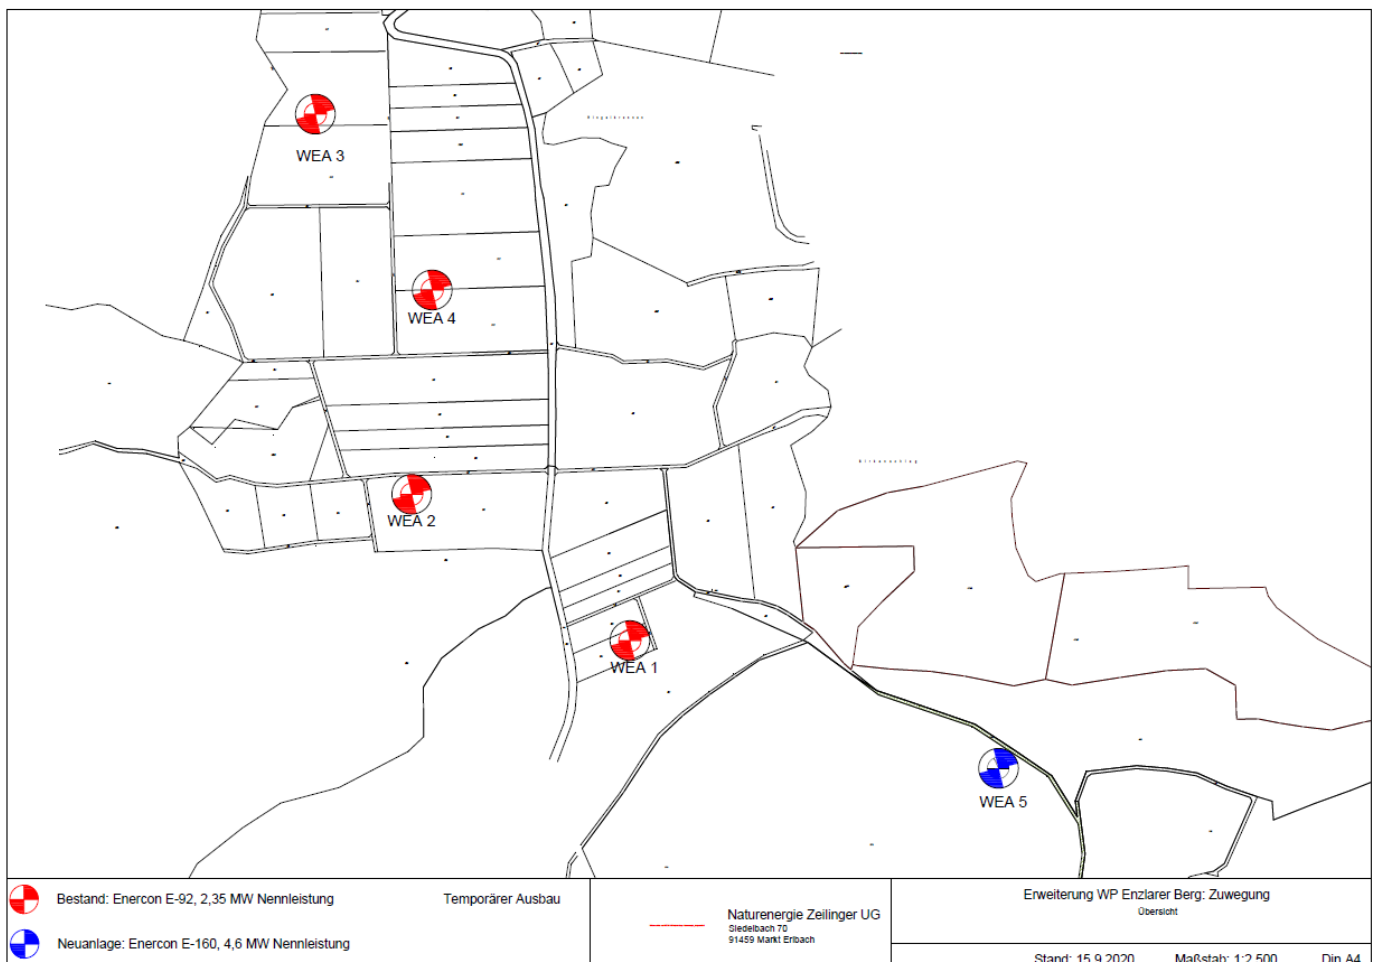 WEA 3
WEA 4
WEA 2
WEA 1
WEA 5
Bestand: Enercon E-92, 2,35 MW Nennleistung
Temporärer Ausbau
Neuanlage: Enercon E-160, 4,6 MW Nennleistung
Naturenergie Zeilinger UG
Siedelbach 70
91459 Markt Erlbach
Erweiterung WP Enzlarer Berg: Zuwegung
Übersicht
Stand: 15.9.2020 Maßstab: 1:2.500 Din A4